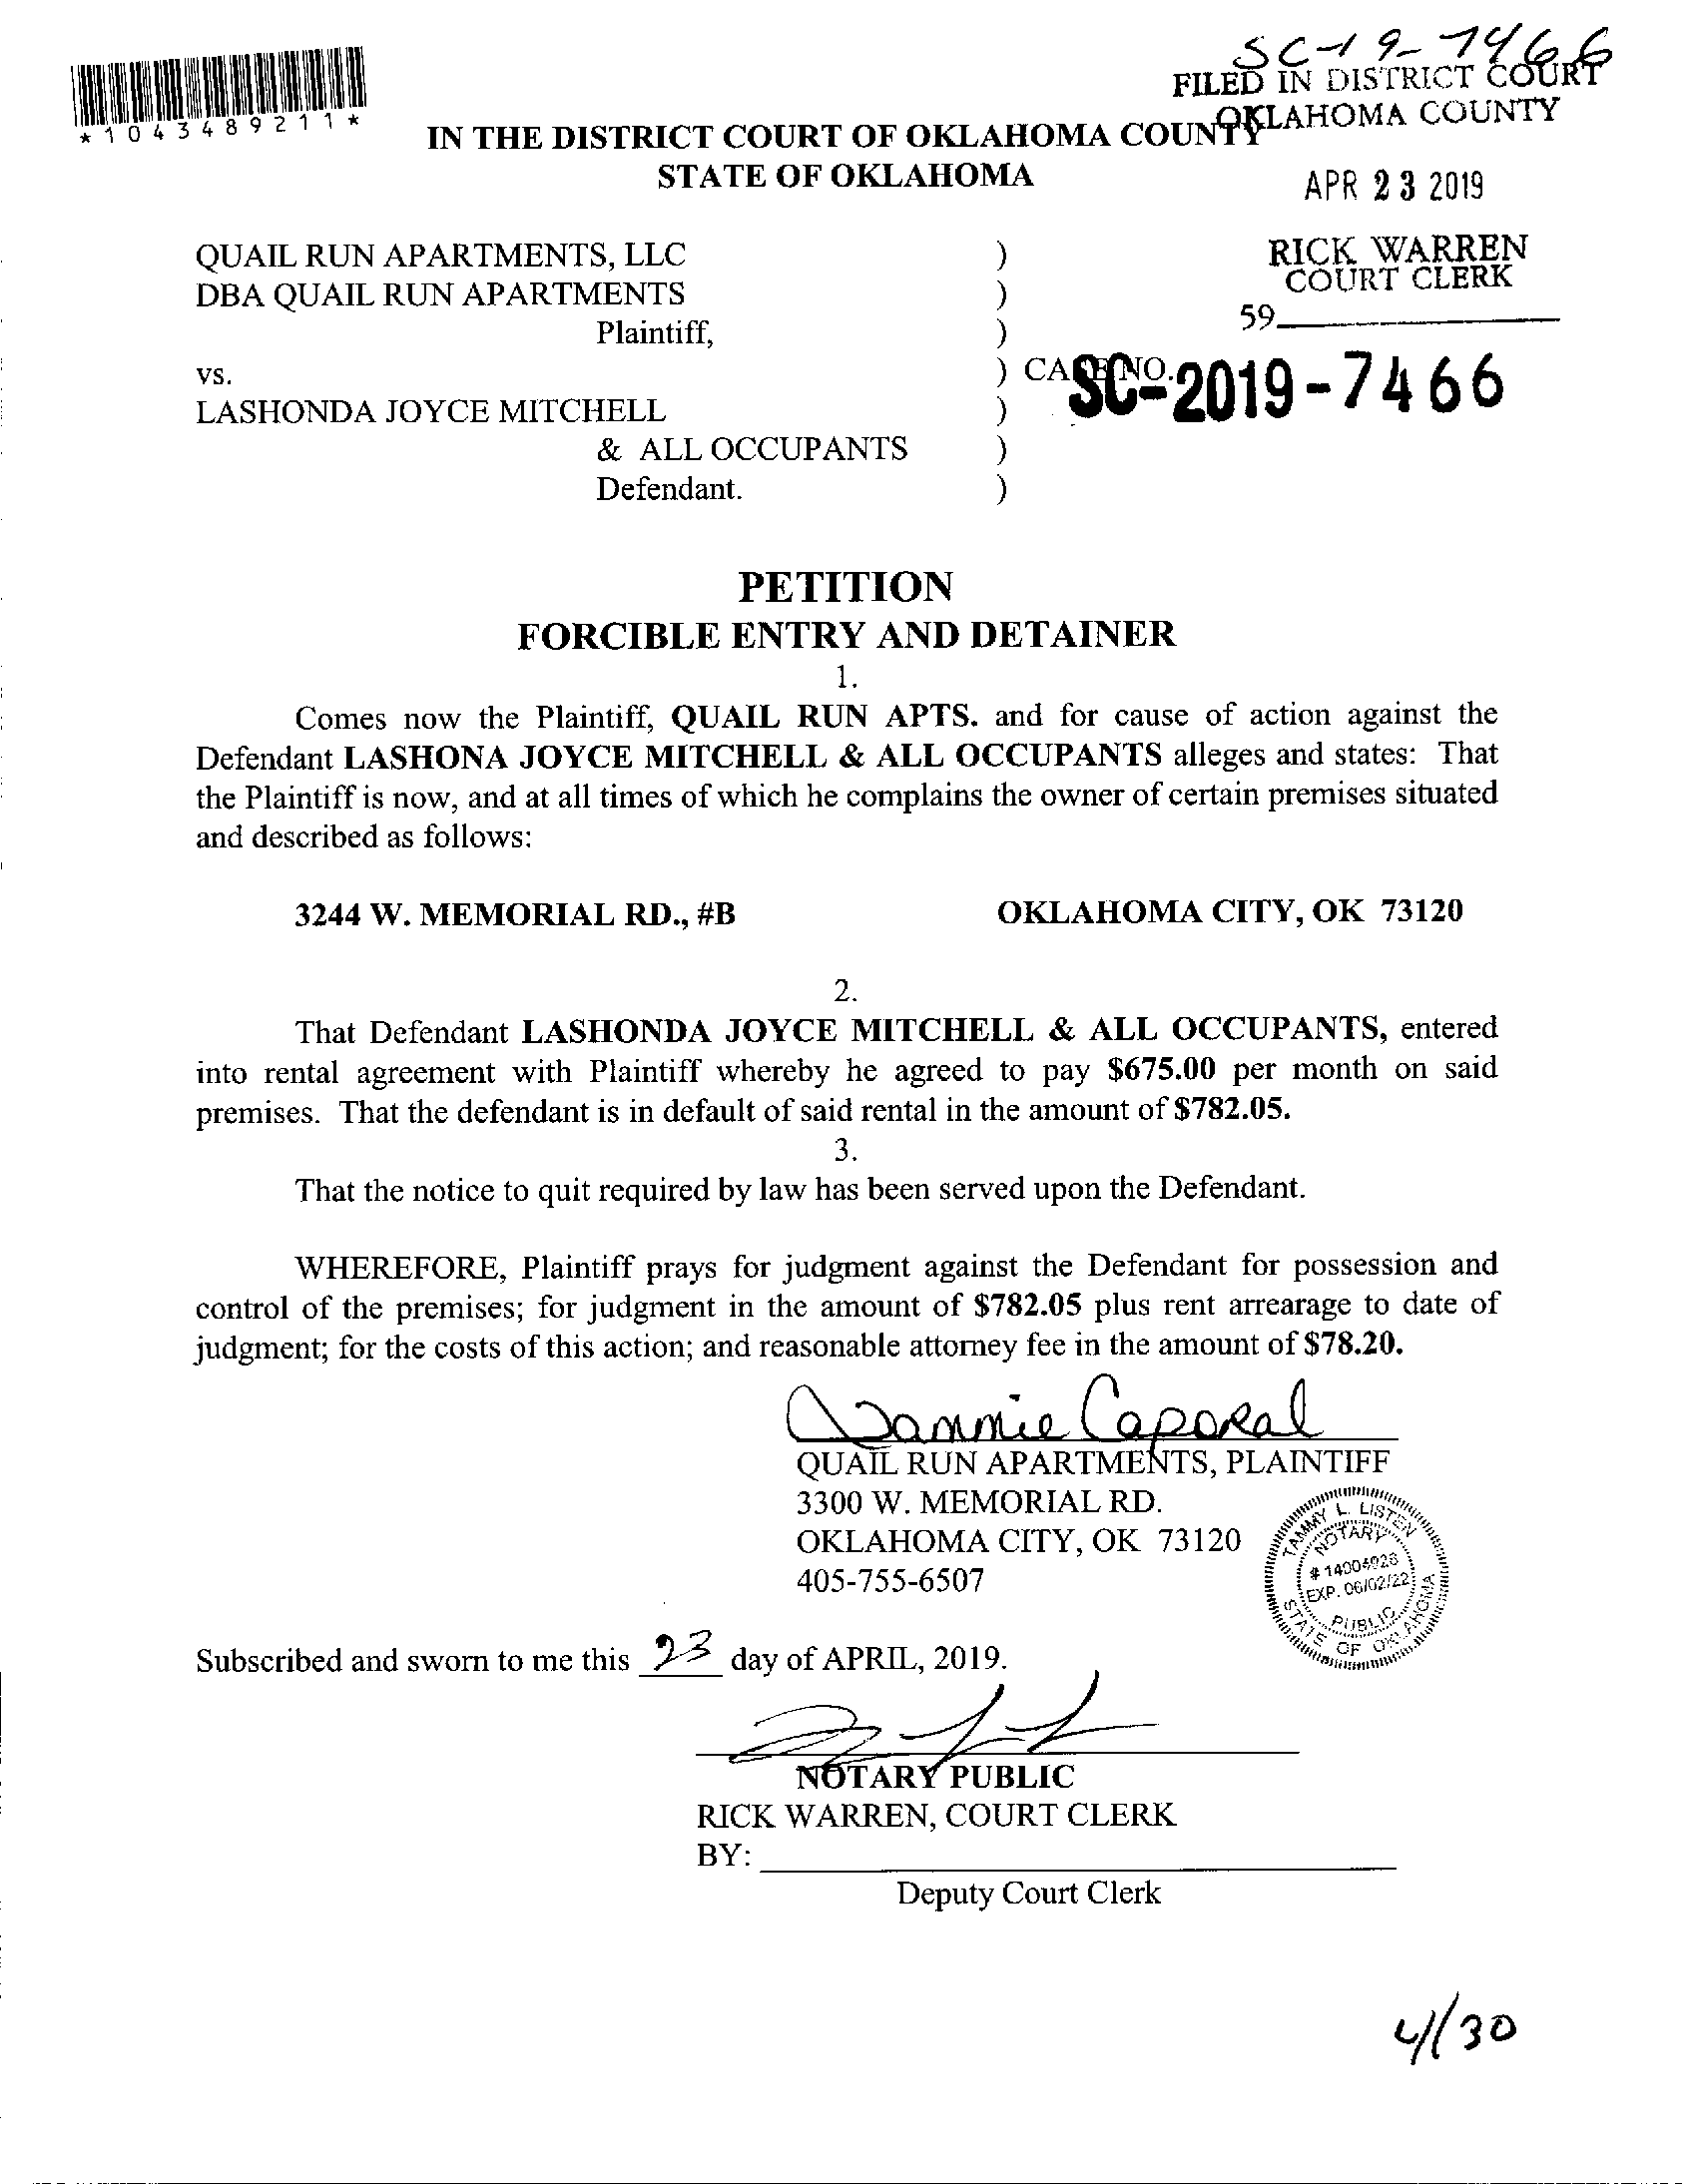 SC-19-7466
FILED IN DISTRICT COURT
OKLAHOMA COUNTY
*1043489211*
IN THE DISTRICT COURT OF OKLAHOMA COUNTY
STATE OF OKLAHOMA
APR 23 2019
QUAIL RUN APARTMENTS, LLC )
RICK WARREN
COURT CLERK
DBA QUAIL RUN APARTMENTS )
59
Plaintiff, )
vs. ) CASE NO. SC-2019-7466
LASHONDA JOYCE MITCHELL )
& ALL OCCUPANTS )
Defendant. )
PETITION
FORCIBLE ENTRY AND DETAINER
1.
Comes now the Plaintiff, QUAIL RUN APTS. and for cause of action against the
Defendant LASHONA JOYCE MITCHELL & ALL OCCUPANTS alleges and states: That
the Plaintiff is now, and at all times of which he complains the owner of certain premises situated
and described as follows:
3244 W. MEMORIAL RD., #B OKLAHOMA CITY, OK 73120
2.
That Defendant LASHONDA JOYCE MITCHELL & ALL OCCUPANTS, entered
into rental agreement with Plaintiff whereby he agreed to pay $675.00 per month on said
premises. That the defendant is in default of said rental in the amount of $782.05.
3.
That the notice to quit required by law has been served upon the Defendant.
WHEREFORE, Plaintiff prays for judgment against the Defendant for possession and
control of the premises; for judgment in the amount of $782.05 plus rent arrearage to date of
judgment; for the costs of this action; and reasonable attorney fee in the amount of $78.20.
Caporal
QUAIL RUN APARTMENTS, PLAINTIFF
3300 W. MEMORIAL RD.
OKLAHOMA CITY, OK 73120
405-755-6507
TAMMY L. LISTEN
NOTARY
# 14004026
EXP. 06/02/22
PUBLIC
STATE OF OKLAHOMA
Subscribed and sworn to me this 23 day of APRIL, 2019.
NOTARY PUBLIC
RICK WARREN, COURT CLERK
BY:
Deputy Court Clerk
4/30